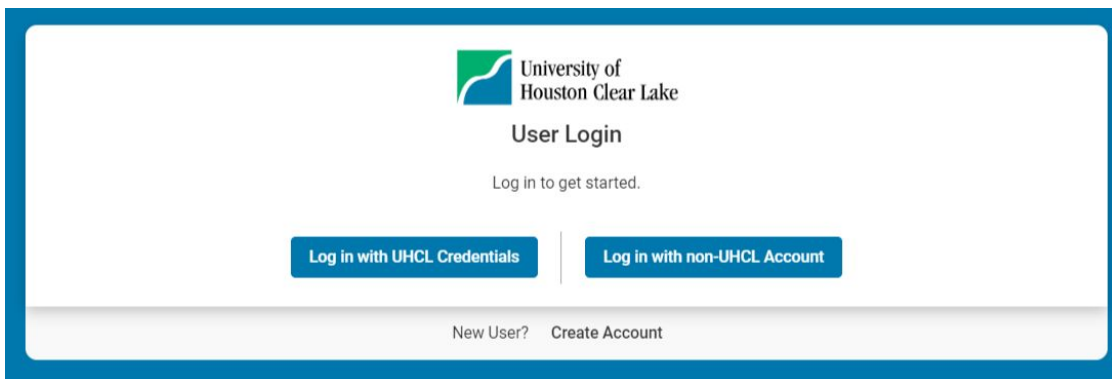 University of
Houston Clear Lake
User Login
Log in to get started.
Log in with UHCL Credentials
Log in with non-UHCL Account
New User? Create Account